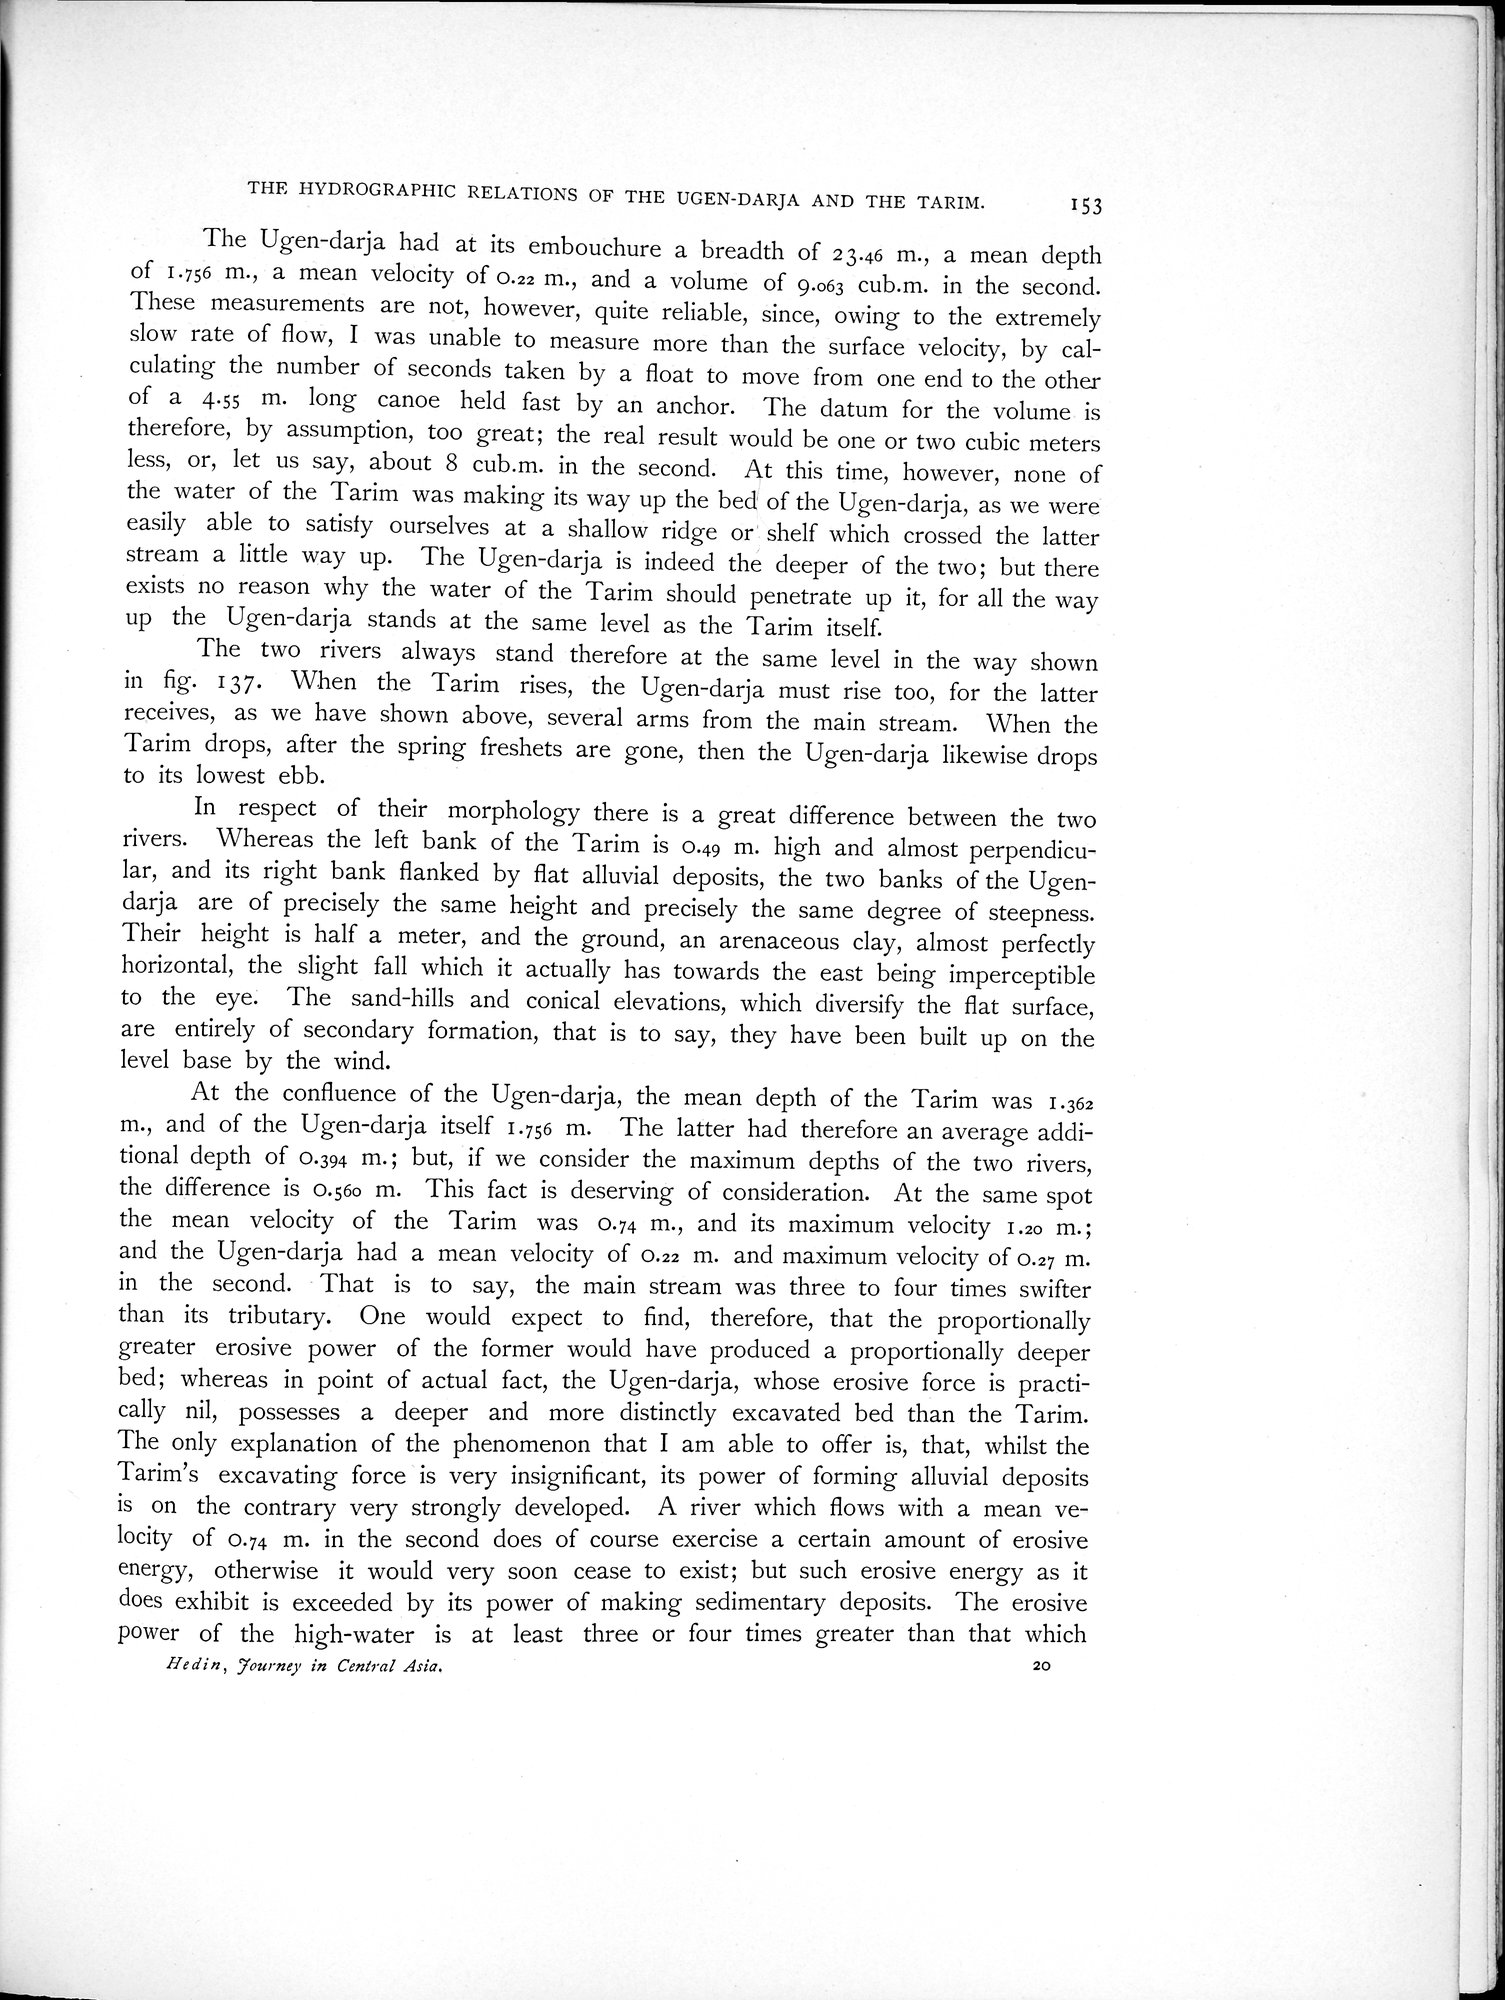 THE HYDROGRAPHIC RELATIONS OF THE UGEN-DARJA AND THE TARIM. 153
The Ugen-darja had at its embouchure a breadth of 23.46 m., a mean depth
of 1.756 m., a mean velocity of 0.22 m., and a volume of 9.063 cub.m. in the second.
These measurements are not, however, quite reliable, since, owing to the extremely
slow rate of flow, I was unable to measure more than the surface velocity, by cal-
culating the number of seconds taken by a float to move from one end to the other
of a 4.55 m. long canoe held fast by an anchor. The datum for the volume is
therefore, by assumption, too great; the real result would be one or two cubic meters
less, or, let us say, about 8 cub.m. in the second. At this time, however, none of
the water of the Tarim was making its way up the bed of the Ugen-darja, as we were
easily able to satisfy ourselves at a shallow ridge or shelf which crossed the latter
stream a little way up. The Ugen-darja is indeed the deeper of the two; but there
exists no reason why the water of the Tarim should penetrate up it, for all the way
up the Ugen-darja stands at the same level as the Tarim itself.
The two rivers always stand therefore at the same level in the way shown
in fig. 137. When the Tarim rises, the Ugen-darja must rise too, for the latter
receives, as we have shown above, several arms from the main stream. When the
Tarim drops, after the spring freshets are gone, then the Ugen-darja likewise drops
to its lowest ebb.
In respect of their morphology there is a great difference between the two
rivers. Whereas the left bank of the Tarim is 0.49 m. high and almost perpendicu-
lar, and its right bank flanked by flat alluvial deposits, the two banks of the Ugen-
darja are of precisely the same height and precisely the same degree of steepness.
Their height is half a meter, and the ground, an arenaceous clay, almost perfectly
horizontal, the slight fall which it actually has towards the east being imperceptible
to the eye. The sand-hills and conical elevations, which diversify the flat surface,
are entirely of secondary formation, that is to say, they have been built up on the
level base by the wind.
At the confluence of the Ugen-darja, the mean depth of the Tarim was 1.362
m., and of the Ugen-darja itself 1.756 m. The latter had therefore an average addi-
tional depth of 0.394 m.; but, if we consider the maximum depths of the two rivers,
the difference is 0.560 m. This fact is deserving of consideration. At the same spot
the mean velocity of the Tarim was 0.74 m., and its maximum velocity 1.20 m.;
and the Ugen-darja had a mean velocity of 0.22 m. and maximum velocity of 0.27 m.
in the second. That is to say, the main stream was three to four times swifter
than its tributary. One would expect to find, therefore, that the proportionally
greater erosive power of the former would have produced a proportionally deeper
bed; whereas in point of actual fact, the Ugen-darja, whose erosive force is practi-
cally nil, possesses a deeper and more distinctly excavated bed than the Tarim.
The only explanation of the phenomenon that I am able to offer is, that, whilst the
Tarim's excavating force is very insignificant, its power of forming alluvial deposits
is on the contrary very strongly developed. A river which flows with a mean ve-
locity of 0.74 m. in the second does of course exercise a certain amount of erosive
energy, otherwise it would very soon cease to exist; but such erosive energy as it
does exhibit is exceeded by its power of making sedimentary deposits. The erosive
power of the high-water is at least three or four times greater than that which
Hedin, Journey in Central Asia. 20